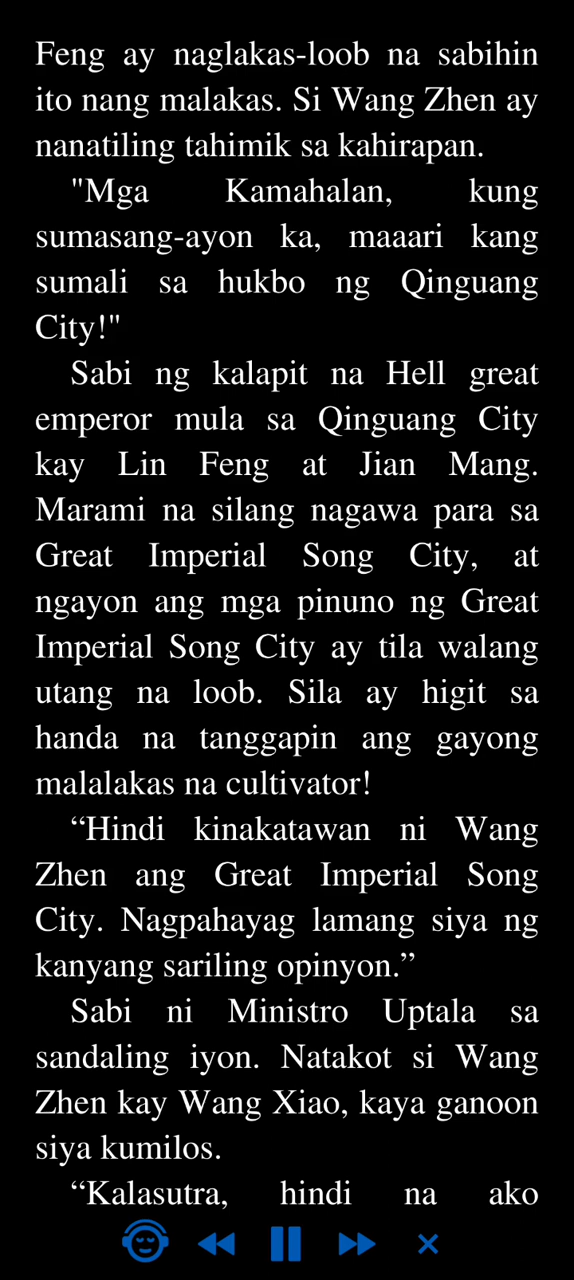 Feng ay naglakas-loob na sabihin
ito nang malakas. Si Wang Zhen ay
nanatiling tahimik sa kahirapan.
"Mga Kamahalan, kung
sumasang-ayon ka, maaari kang
sumali sa hukbo ng Qinguang
City!"
Sabi ng kalapit na Hell great
emperor mula sa Qinguang City
kay Lin Feng at Jian Mang.
Marami na silang nagawa para sa
Great Imperial Song City, at
ngayon ang mga pinuno ng Great
Imperial Song City ay tila walang
utang na loob. Sila ay higit sa
handa na tanggapin ang gayong
malalakas na cultivator!
“Hindi kinakatawan ni Wang
Zhen ang Great Imperial Song
City. Nagpahayag lamang siya ng
kanyang sariling opinyon.”
Sabi ni Ministro Uptala sa
sandaling iyon. Natakot si Wang
Zhen kay Wang Xiao, kaya ganoon
siya kumilos.
“Kalasutra, hindi na ako